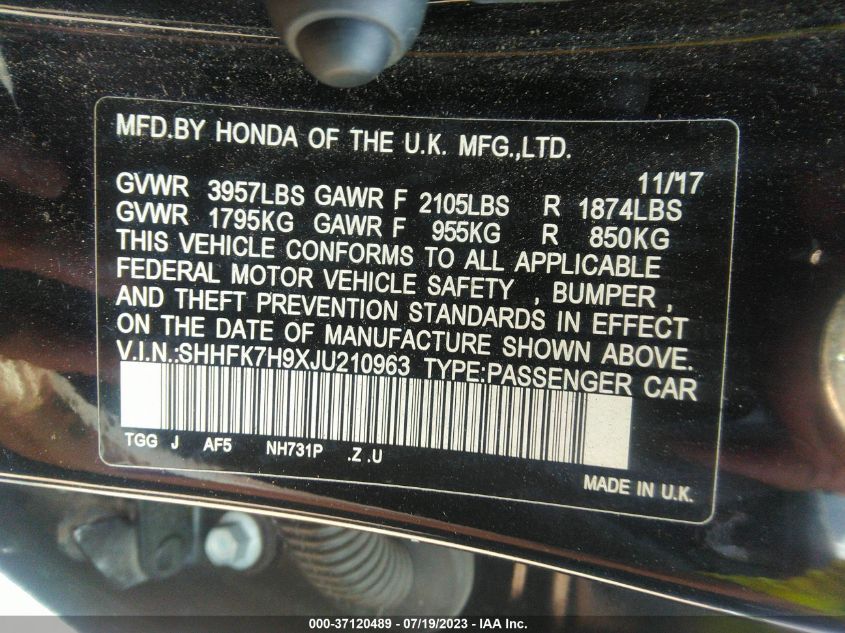 MFD.BY HONDA OF THE U.K. MFG.,LTD.
11/17
GVWR 3957LBS GAWR F 2105LBS R 1874LBS
GVWR 1795KG GAWR F 955KG R 850KG
THIS VEHICLE CONFORMS TO ALL APPLICABLE
FEDERAL MOTOR VEHICLE SAFETY , BUMPER ,
AND THEFT PREVENTION STANDARDS IN EFFECT
ON THE DATE OF MANUFACTURE SHOWN ABOVE.
V.I.N.:SHHFK7H9XJU210963 TYPE:PASSENGER CAR
TGG J AF5 NH731P .Z .U
MADE IN U.K.
000-37120489 - 07/19/2023 - IAA Inc.